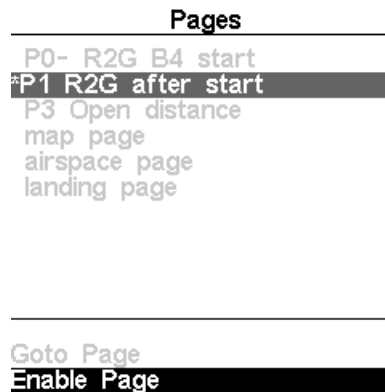 Pages
P0- R2G B4 start
*P1 R2G after start
P3 Open distance
map page
airspace page
landing page
Goto Page
Enable Page